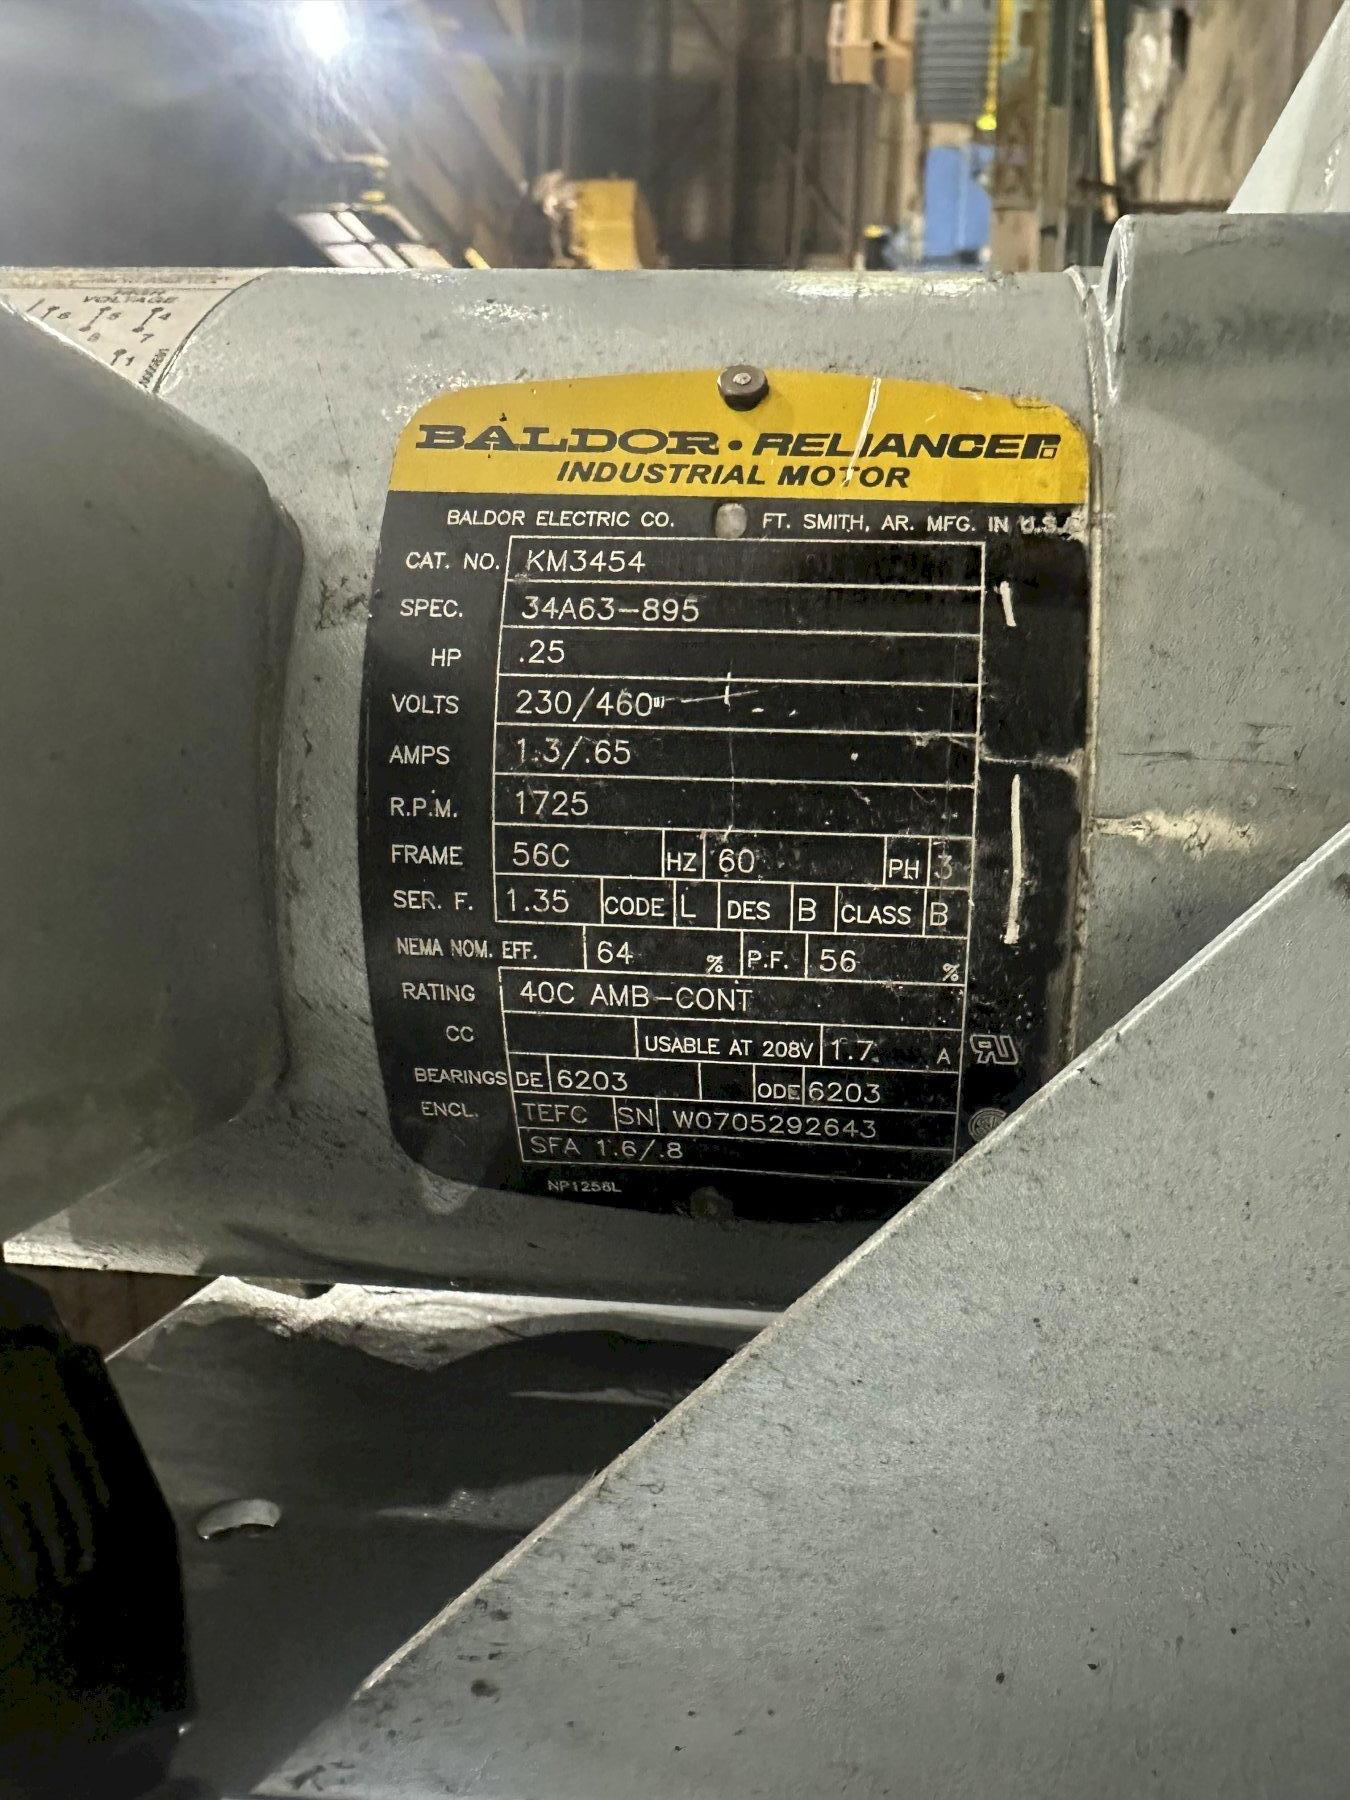 HIGH
VOLTAGE
BALDOR • RELIANCE
INDUSTRIAL MOTOR
BALDOR ELECTRIC CO. FT. SMITH, AR. MFG. IN U.S.A
CAT. NO. KM3454
SPEC. 34A63-895
HP .25
VOLTS 230/460
AMPS 1.3/.65
R.P.M. 1725
FRAME 56C HZ 60 PH 3
SER. F. 1.35 CODE L DES B CLASS B
NEMA NOM. EFF. 64 % P.F. 56 %
RATING 40C AMB-CONT
CC USABLE AT 208V 1.7 A
BEARINGS DE 6203 ODE 6203
ENCL. TEFC SN W0705292643
SFA 1.6/.8
NP1256L